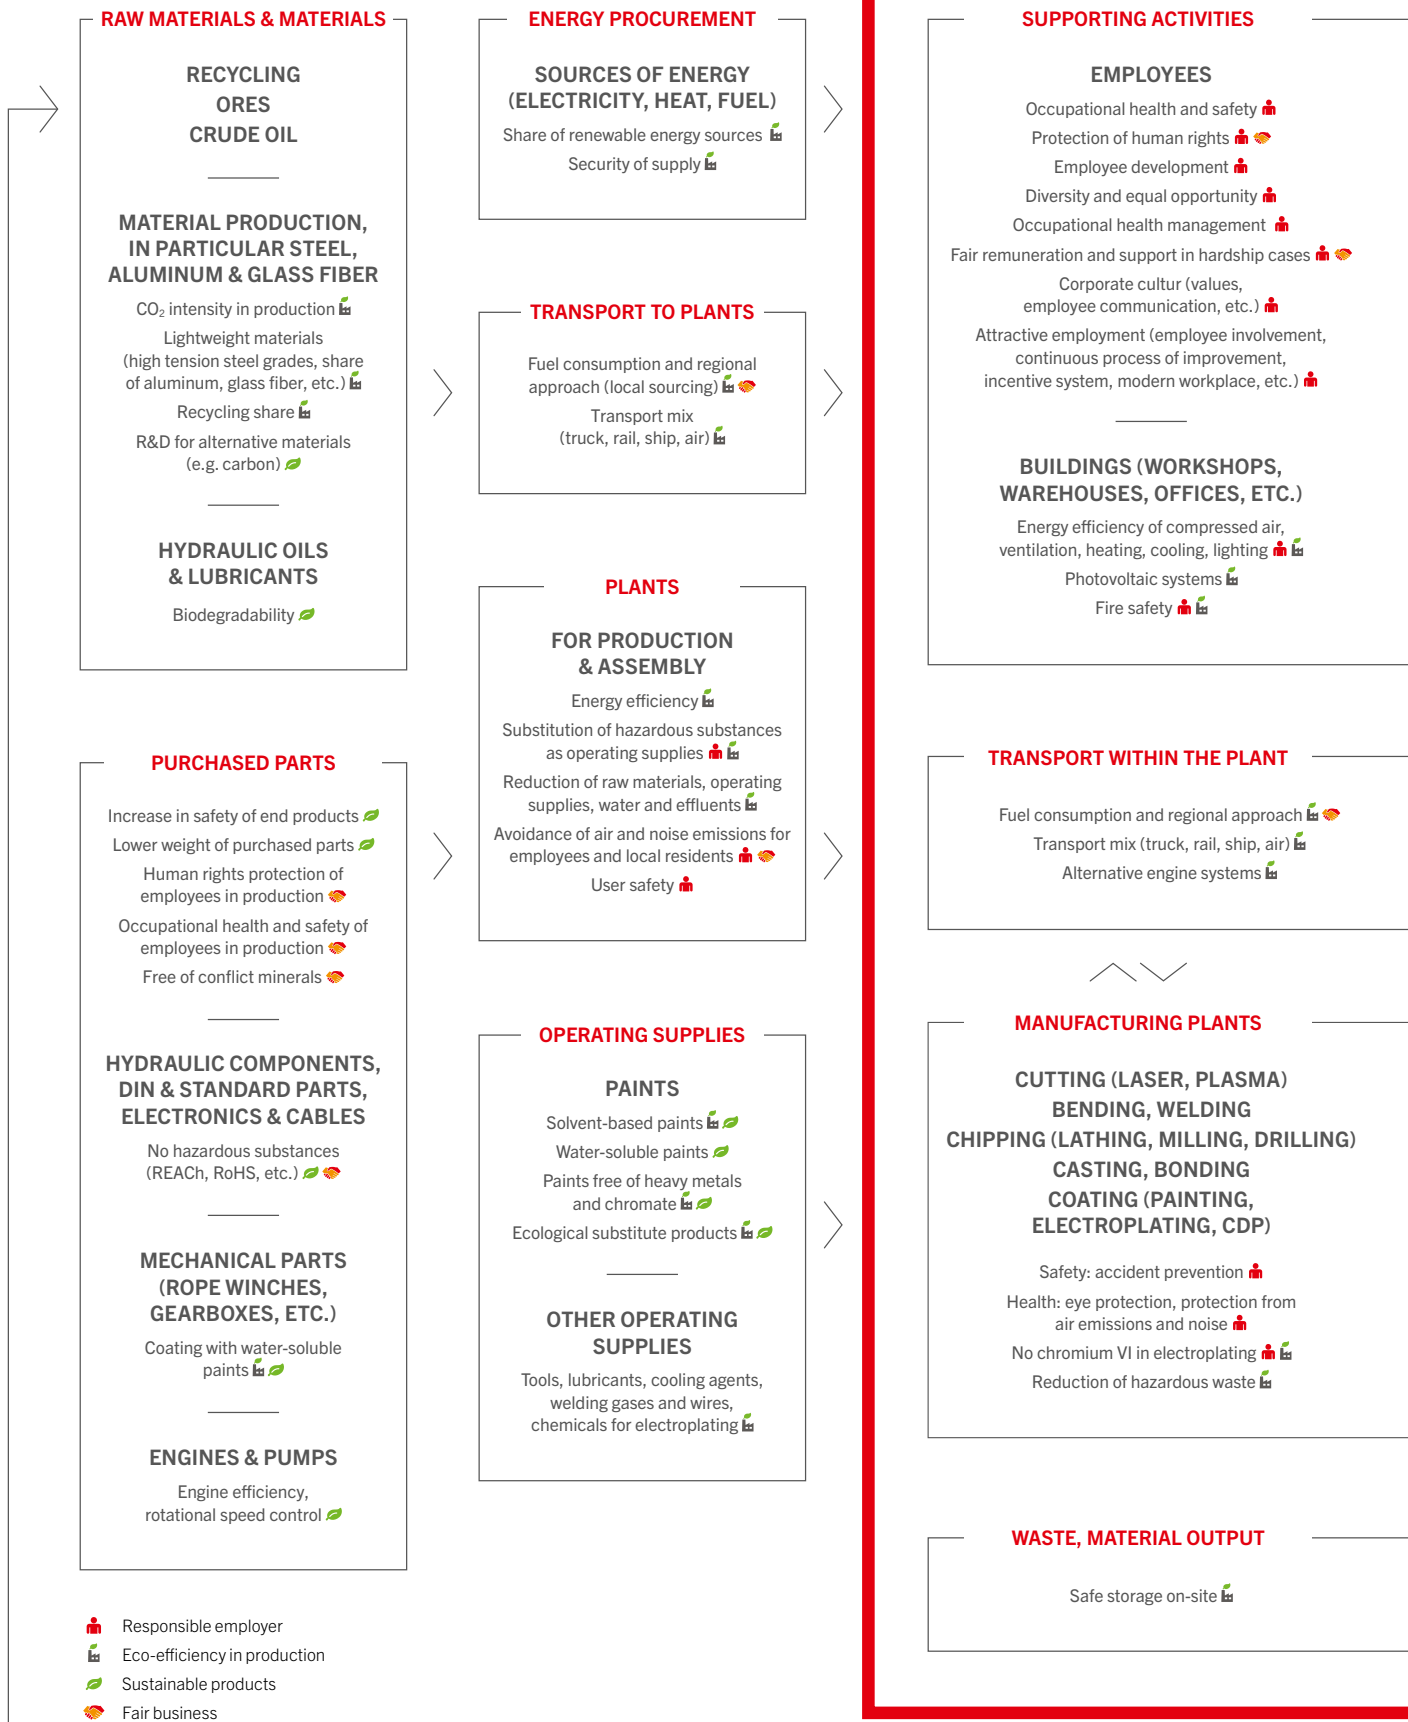 RAW MATERIALS & MATERIALS
RECYCLING
ORES
CRUDE OIL
MATERIAL PRODUCTION,
IN PARTICULAR STEEL,
ALUMINUM & GLASS FIBER
CO₂ intensity in production
Lightweight materials
(high tension steel grades, share
of aluminum, glass fiber, etc.)
Recycling share
R&D for alternative materials
(e.g. carbon)
HYDRAULIC OILS
& LUBRICANTS
Biodegradability
PURCHASED PARTS
Increase in safety of end products
Lower weight of purchased parts
Human rights protection of
employees in production
Occupational health and safety of
employees in production
Free of conflict minerals
HYDRAULIC COMPONENTS,
DIN & STANDARD PARTS,
ELECTRONICS & CABLES
No hazardous substances
(REACh, RoHS, etc.)
MECHANICAL PARTS
(ROPE WINCHES,
GEARBOXES, ETC.)
Coating with water-soluble
paints
ENGINES & PUMPS
Engine efficiency,
rotational speed control
Responsible employer
Eco-efficiency in production
Sustainable products
Fair business
ENERGY PROCUREMENT
SOURCES OF ENERGY
(ELECTRICITY, HEAT, FUEL)
Share of renewable energy sources
Security of supply
TRANSPORT TO PLANTS
Fuel consumption and regional
approach (local sourcing)
Transport mix
(truck, rail, ship, air)
PLANTS
FOR PRODUCTION
& ASSEMBLY
Energy efficiency
Substitution of hazardous substances
as operating supplies
Reduction of raw materials, operating
supplies, water and effluents
Avoidance of air and noise emissions for
employees and local residents
User safety
OPERATING SUPPLIES
PAINTS
Solvent-based paints
Water-soluble paints
Paints free of heavy metals
and chromate
Ecological substitute products
OTHER OPERATING
SUPPLIES
Tools, lubricants, cooling agents,
welding gases and wires,
chemicals for electroplating
SUPPORTING ACTIVITIES
EMPLOYEES
Occupational health and safety
Protection of human rights
Employee development
Diversity and equal opportunity
Occupational health management
Fair remuneration and support in hardship cases
Corporate cultur (values,
employee communication, etc.)
Attractive employment (employee involvement,
continuous process of improvement,
incentive system, modern workplace, etc.)
BUILDINGS (WORKSHOPS,
WAREHOUSES, OFFICES, ETC.)
Energy efficiency of compressed air,
ventilation, heating, cooling, lighting
Photovoltaic systems
Fire safety
TRANSPORT WITHIN THE PLANT
Fuel consumption and regional approach
Transport mix (truck, rail, ship, air)
Alternative engine systems
MANUFACTURING PLANTS
CUTTING (LASER, PLASMA)
BENDING, WELDING
CHIPPING (LATHING, MILLING, DRILLING)
CASTING, BONDING
COATING (PAINTING,
ELECTROPLATING, CDP)
Safety: accident prevention
Health: eye protection, protection from
air emissions and noise
No chromium VI in electroplating
Reduction of hazardous waste
WASTE, MATERIAL OUTPUT
Safe storage on-site